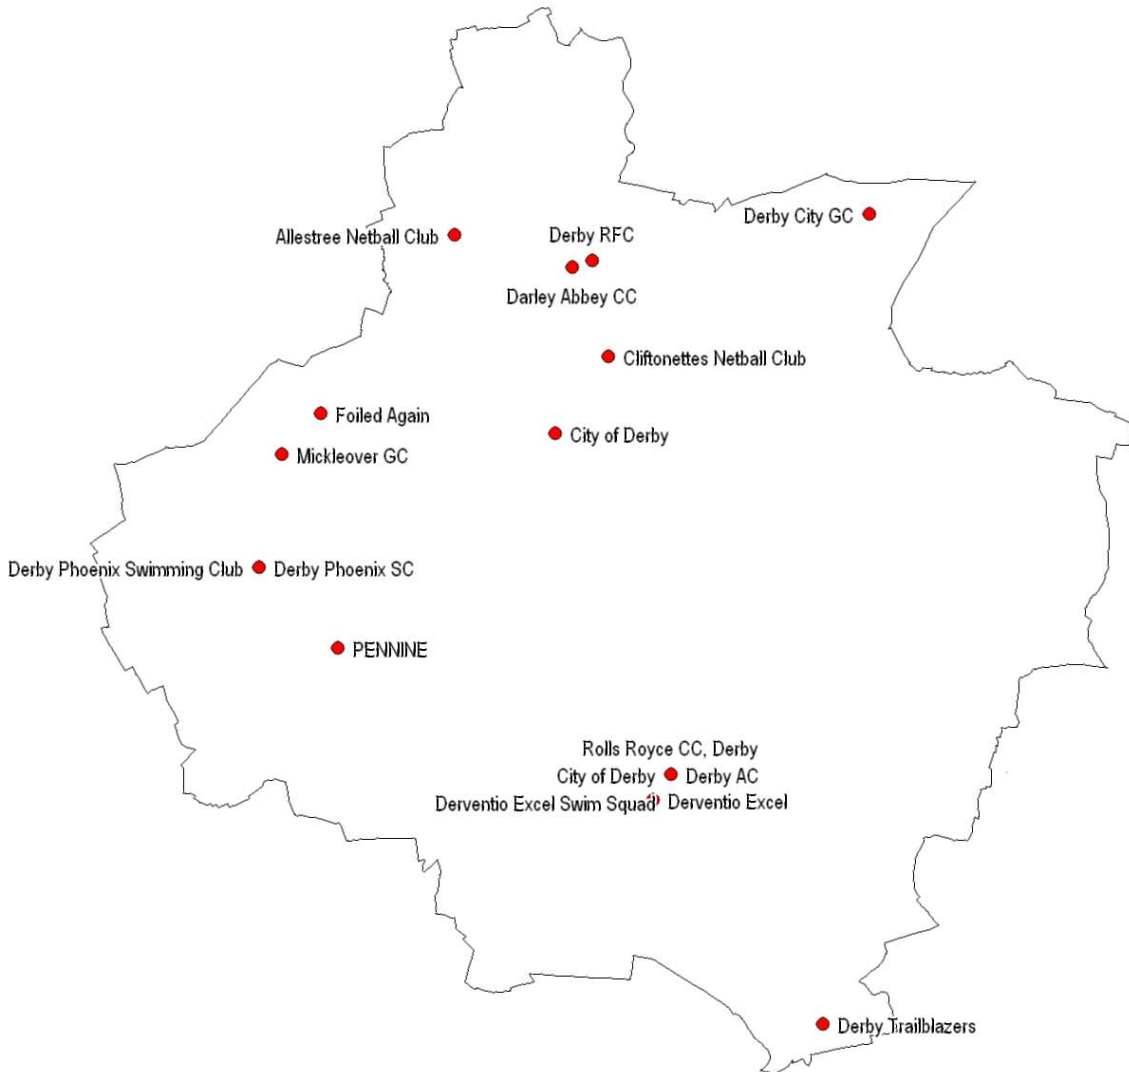 Derby City GC
Allestree Netball Club
Derby RFC
Darley Abbey CC
Cliftonettes Netball Club
Foiled Again
City of Derby
Mickleover GC
Derby Phoenix Swimming Club
Derby Phoenix SC
PENNINE
Rolls Royce CC, Derby
City of Derby
Derby AC
Derventio Excel Swim Squad
Derventio Excel
Derby Trailblazers